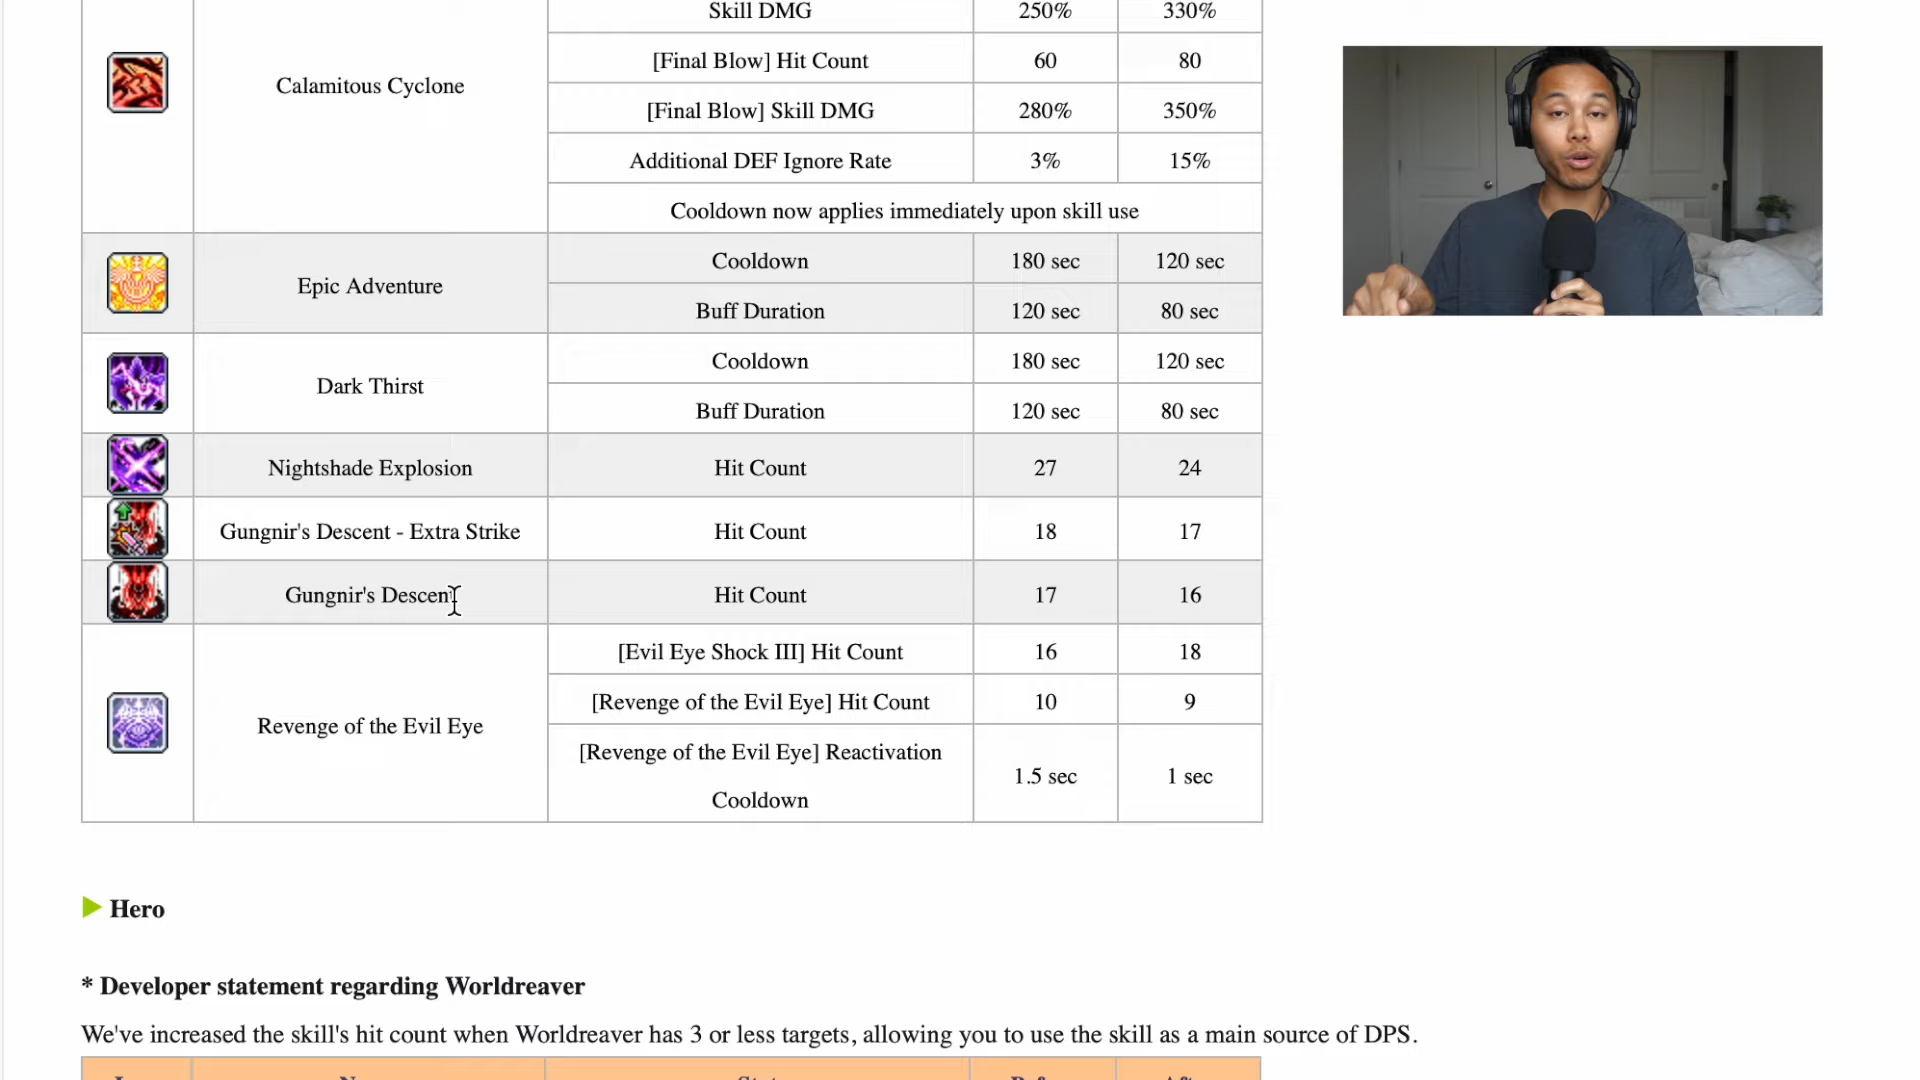 Skill DMG 250% 330%
Calamitous Cyclone
[Final Blow] Hit Count 60 80
[Final Blow] Skill DMG 280% 350%
Additional DEF Ignore Rate 3% 15%
Cooldown now applies immediately upon skill use
Epic Adventure
Cooldown 180 sec 120 sec
Buff Duration 120 sec 80 sec
Dark Thirst
Cooldown 180 sec 120 sec
Buff Duration 120 sec 80 sec
Nightshade Explosion Hit Count 27 24
Gungnir's Descent - Extra Strike Hit Count 18 17
Gungnir's Descent Hit Count 17 16
Revenge of the Evil Eye
[Evil Eye Shock III] Hit Count 16 18
[Revenge of the Evil Eye] Hit Count 10 9
[Revenge of the Evil Eye] Reactivation
Cooldown 1.5 sec 1 sec
Hero
* Developer statement regarding Worldreaver
We've increased the skill's hit count when Worldreaver has 3 or less targets, allowing you to use the skill as a main source of DPS.